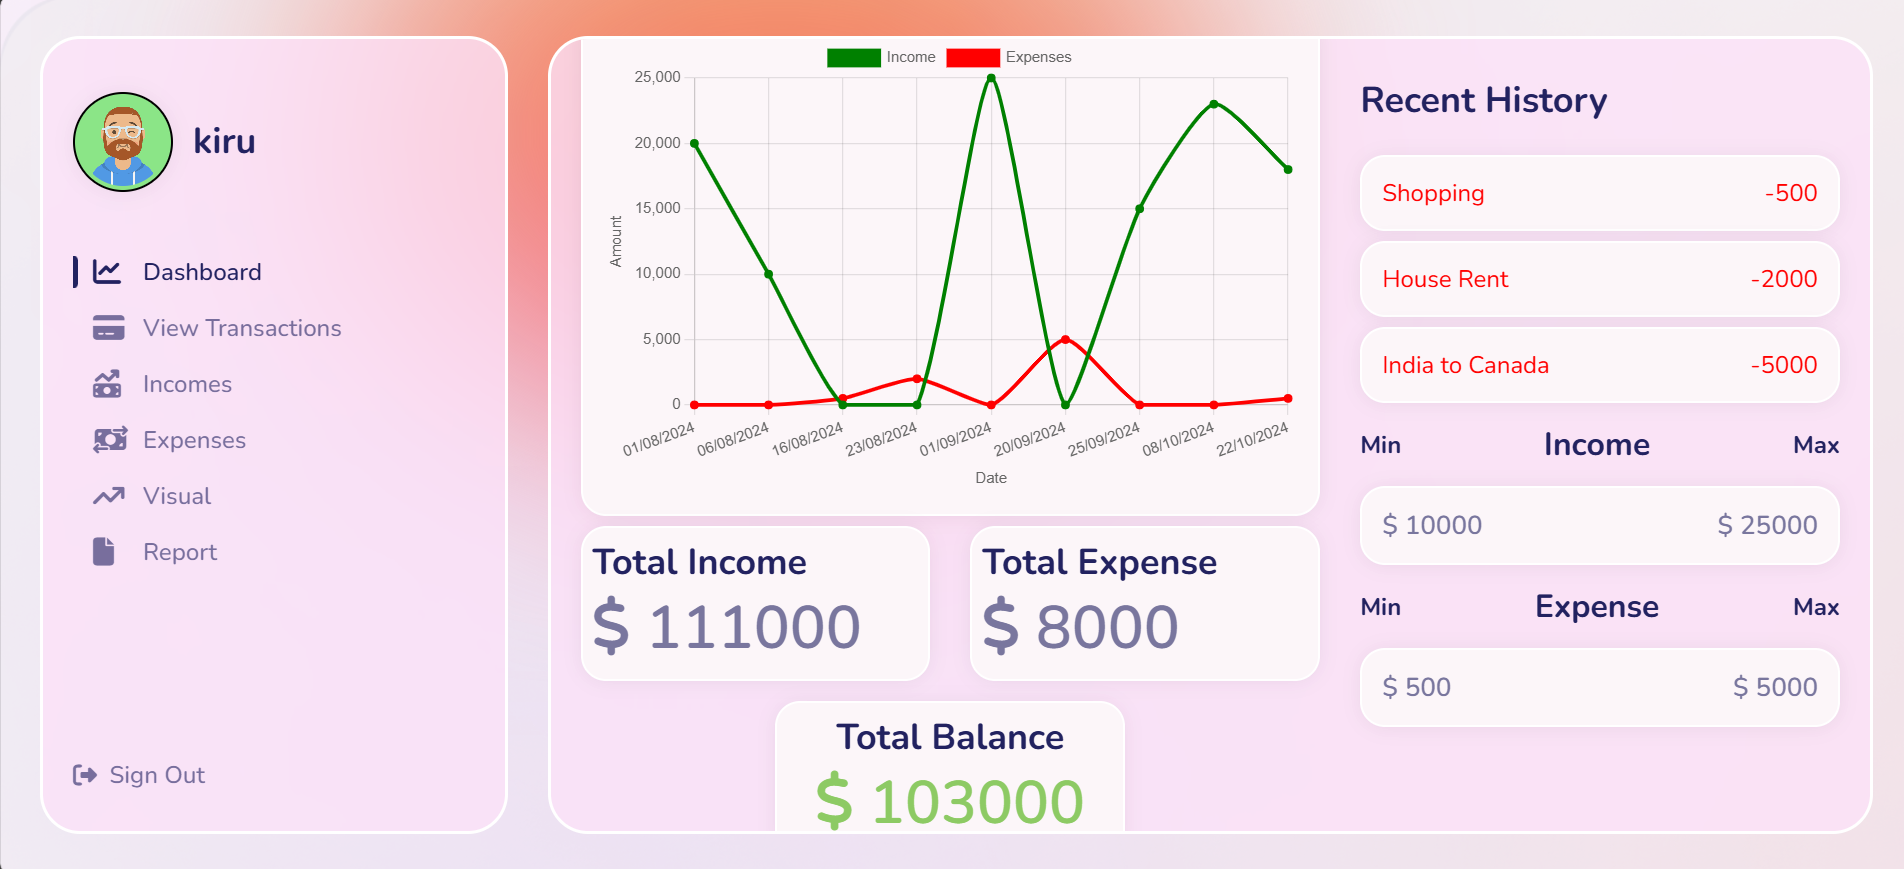 kiru
Dashboard
View Transactions
Incomes
Expenses
Visual
Report
Sign Out
Income Expenses
25,000
20,000
15,000
10,000
5,000
0
Amount
01/08/2024 06/08/2024 16/08/2024 23/08/2024 01/09/2024 20/09/2024 25/09/2024 08/10/2024 22/10/2024
Date
Total Income
$ 111000
Total Expense
$ 8000
Total Balance
$ 103000
Recent History
Shopping -500
House Rent -2000
India to Canada -5000
Min Income Max
$ 10000 $ 25000
Min Expense Max
$ 500 $ 5000